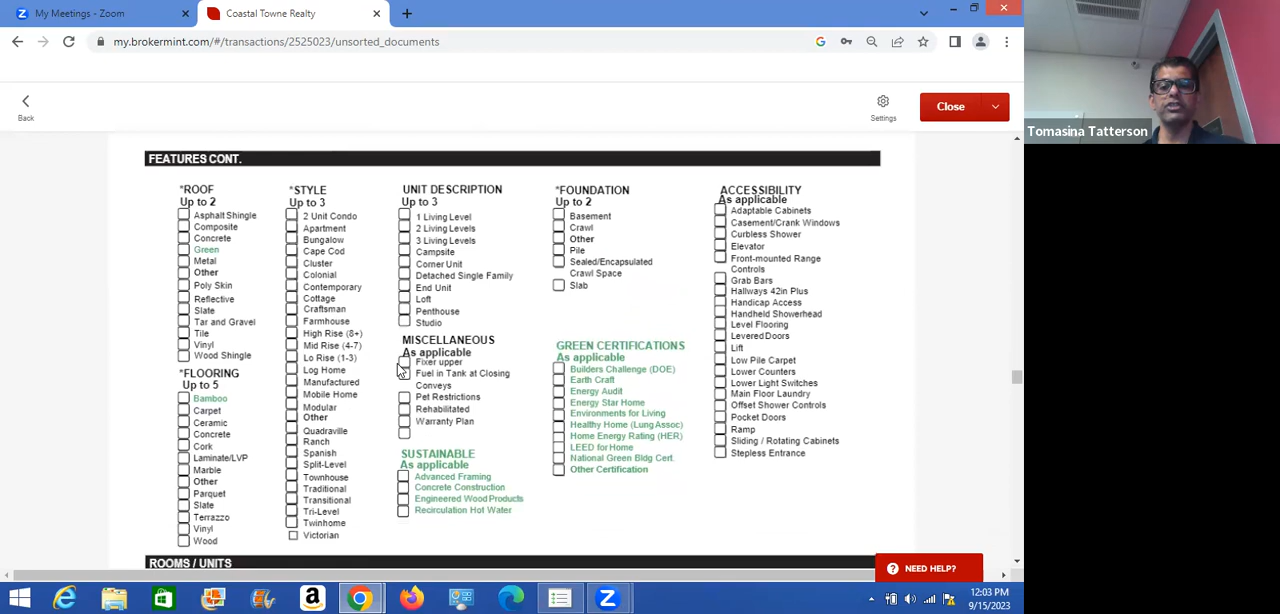 My Meetings - Zoom
Coastal Towne Realty
my.brokermint.com/#/transactions/2525023/unsorted_documents
Back
Settings
Close
Tomasina Tatterson
FEATURES CONT.
*ROOF
Up to 2
Asphalt Shingle
Composite
Concrete
Green
Metal
Other
Poly Skin
Reflective
Slate
Tar and Gravel
Tile
Vinyl
Wood Shingle
*FLOORING
Up to 5
Bamboo
Carpet
Ceramic
Concrete
Cork
Laminate/LVP
Marble
Other
Parquet
Slate
Terrazzo
Vinyl
Wood
*STYLE
Up to 3
2 Unit Condo
Apartment
Bungalow
Cape Cod
Cluster
Colonial
Contemporary
Cottage
Craftsman
Farmhouse
High Rise (8+)
Mid Rise (4-7)
Lo Rise (1-3)
Log Home
Manufactured
Mobile Home
Modular
Other
Quadraville
Ranch
Spanish
Split-Level
Townhouse
Traditional
Transitional
Tri-Level
Twinhome
Victorian
UNIT DESCRIPTION
Up to 3
1 Living Level
2 Living Levels
3 Living Levels
Campsite
Corner Unit
Detached Single Family
End Unit
Loft
Penthouse
Studio
MISCELLANEOUS
As applicable
Fixer upper
Fuel in Tank at Closing
Conveys
Pet Restrictions
Rehabilitated
Warranty Plan
SUSTAINABLE
As applicable
Advanced Framing
Concrete Construction
Engineered Wood Products
Recirculation Hot Water
*FOUNDATION
Up to 2
Basement
Crawl
Other
Pile
Sealed/Encapsulated
Crawl Space
Slab
GREEN CERTIFICATIONS
As applicable
Builders Challenge (DOE)
Earth Craft
Energy Audit
Energy Star Home
Environments for Living
Healthy Home (Lung Assoc)
Home Energy Rating (HER)
LEED for Home
National Green Bldg Cert.
Other Certification
ACCESSIBILITY
As applicable
Adaptable Cabinets
Casement/Crank Windows
Curbless Shower
Elevator
Front-mounted Range
Controls
Grab Bars
Hallways 42in Plus
Handicap Access
Handheld Showerhead
Level Flooring
Levered Doors
Lift
Low Pile Carpet
Lower Counters
Lower Light Switches
Main Floor Laundry
Offset Shower Controls
Pocket Doors
Ramp
Sliding / Rotating Cabinets
Stepless Entrance
ROOMS / UNITS
NEED HELP?
12:03 PM
9/15/2023